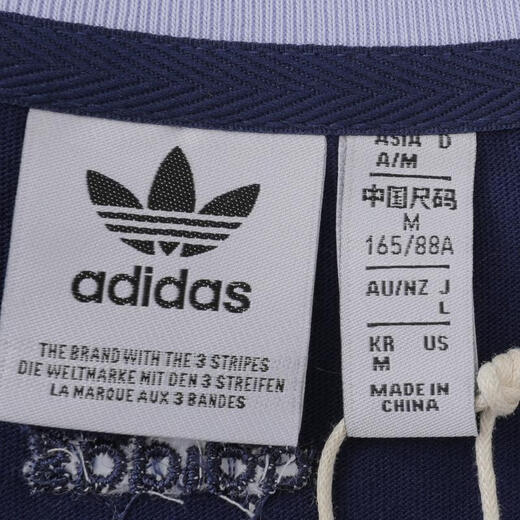 adidas
THE BRAND WITH THE 3 STRIPES
DIE WELTMARKE MIT DEN 3 STREIFEN
LA MARQUE AUX 3 BANDES
ASIA D
A/M
中国尺码
M
165/88A
AU/NZ J
L
KR US
M
MADE IN
CHINA